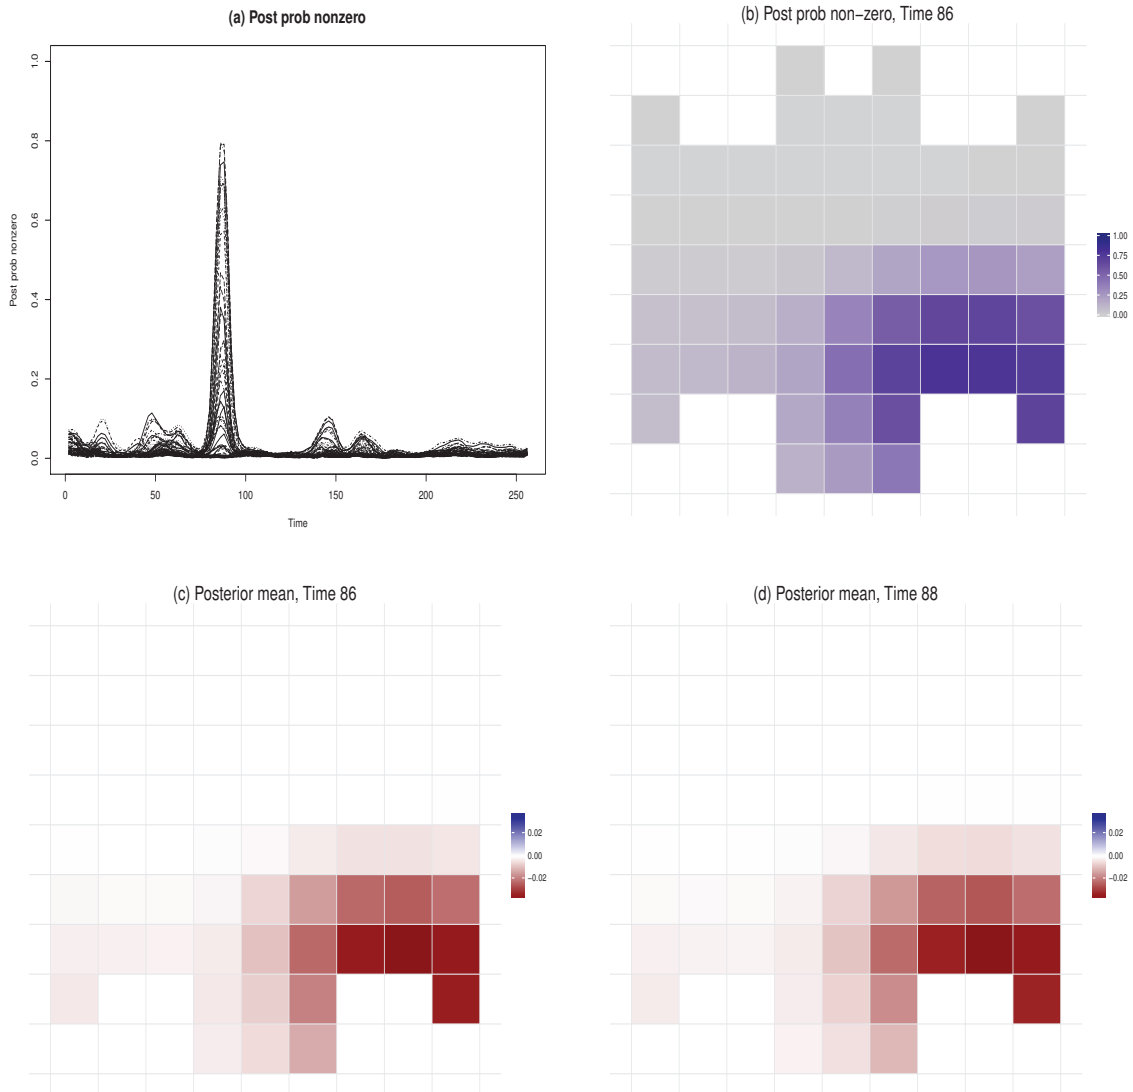 (a) Post prob nonzero
Post prob nonzero
1.0
0.8
0.6
0.4
0.2
0.0
0 50 100 150 200 250
Time
(b) Post prob non−zero, Time 86
1.00
0.75
0.50
0.25
0.00
(c) Posterior mean, Time 86
0.02
0.00
−0.02
(d) Posterior mean, Time 88
0.02
0.00
−0.02